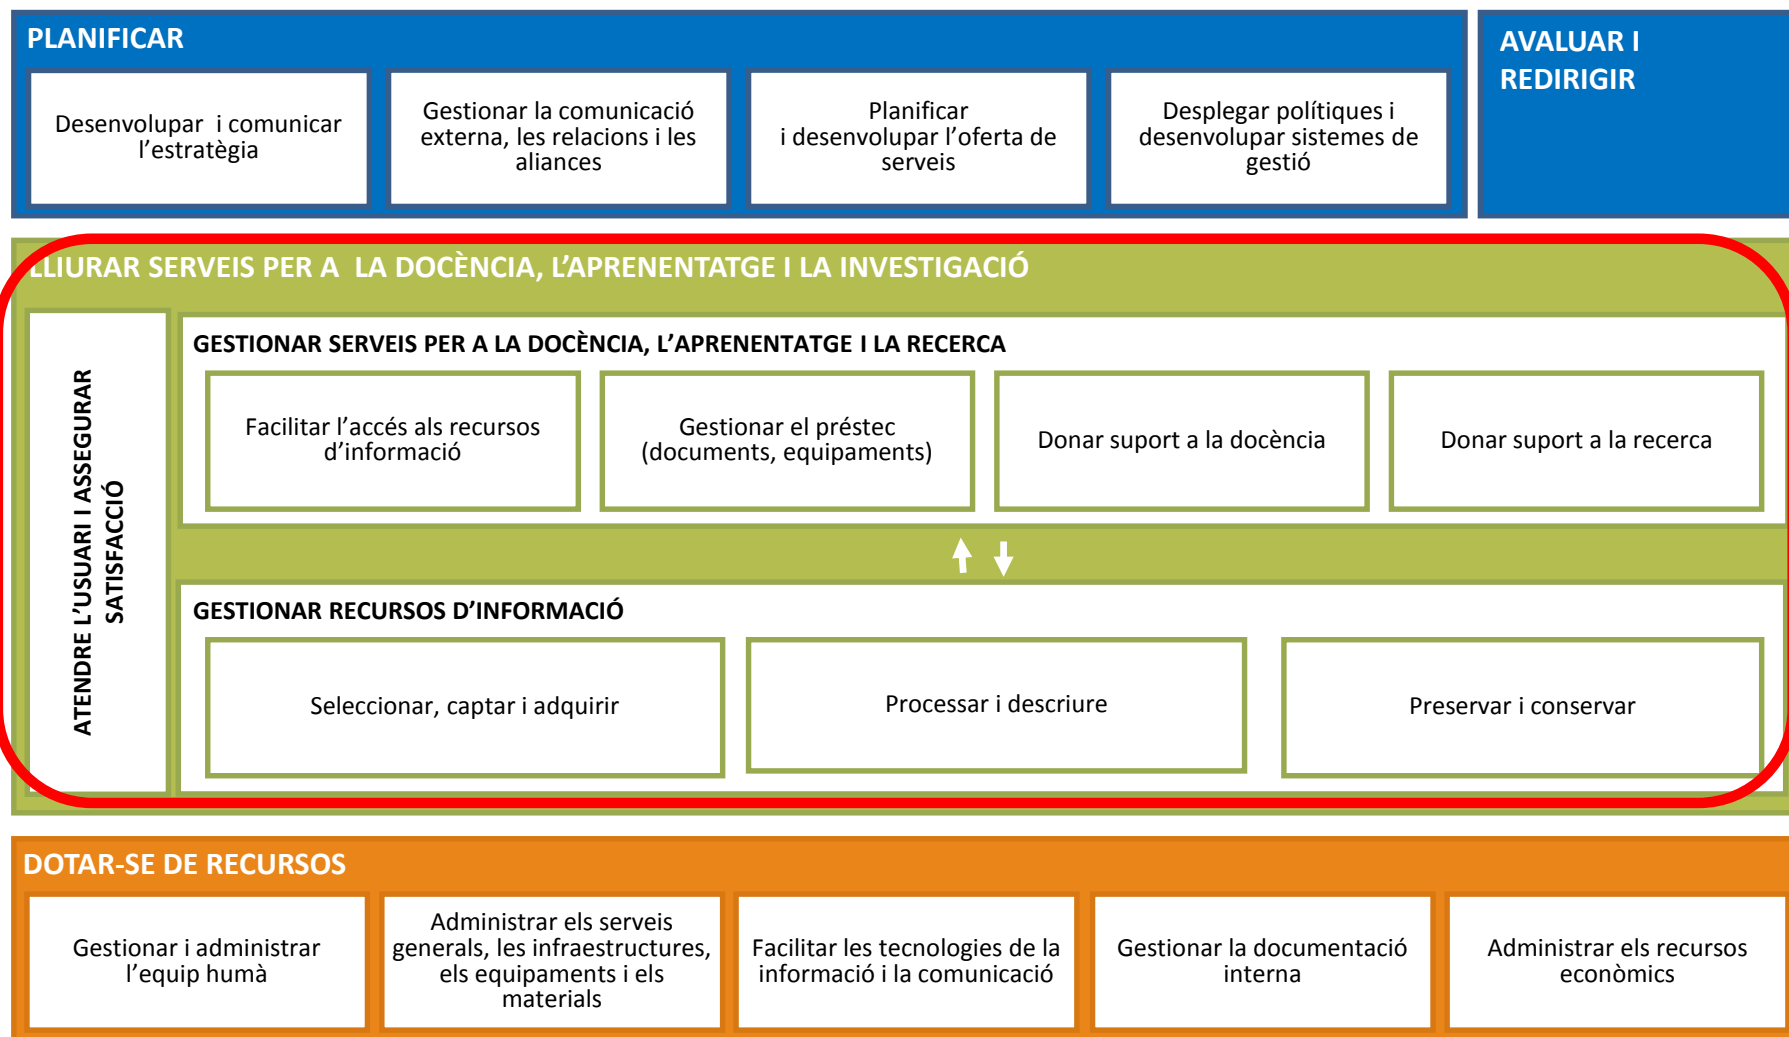 PLANIFICAR
Desenvolupar i comunicar
l’estratègia
Gestionar la comunicació
externa, les relacions i les
aliances
Planificar
i desenvolupar l’oferta de
serveis
Desplegar polítiques i
desenvolupar sistemes de
gestió
AVALUAR I
REDIRIGIR
LLIURAR SERVEIS PER A LA DOCÈNCIA, L’APRENENTATGE I LA INVESTIGACIÓ
ATENDRE L’USUARI I ASSEGURAR
SATISFACCIÓ
GESTIONAR SERVEIS PER A LA DOCÈNCIA, L’APRENENTATGE I LA RECERCA
Facilitar l’accés als recursos
d’informació
Gestionar el préstec
(documents, equipaments)
Donar suport a la docència
Donar suport a la recerca
GESTIONAR RECURSOS D’INFORMACIÓ
Seleccionar, captar i adquirir
Processar i descriure
Preservar i conservar
DOTAR-SE DE RECURSOS
Gestionar i administrar
l’equip humà
Administrar els serveis
generals, les infraestructures,
els equipaments i els
materials
Facilitar les tecnologies de la
informació i la comunicació
Gestionar la documentació
interna
Administrar els recursos
econòmics